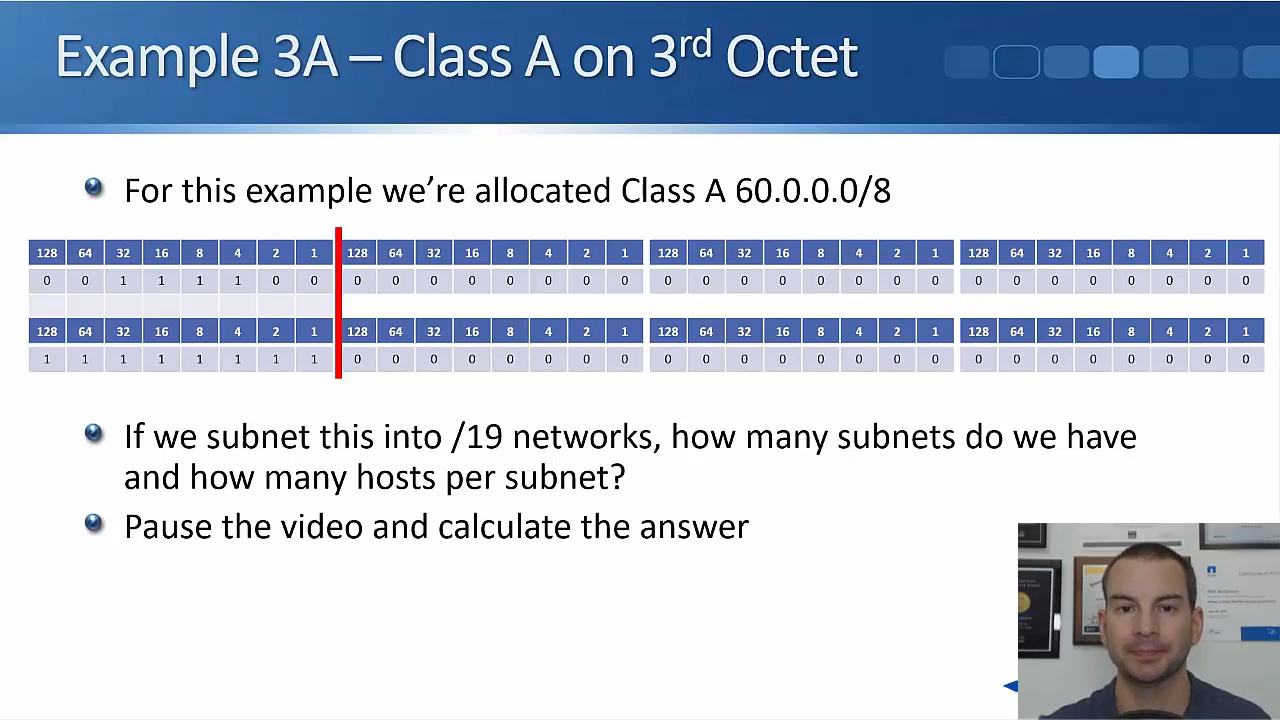 Example 3A – Class A on 3rd Octet
For this example we're allocated Class A 60.0.0.0/8
128 64 32 16 8 4 2 1 128 64 32 16 8 4 2 1 128 64 32 16 8 4 2 1 128 64 32 16 8 4 2 1
0 0 1 1 1 1 0 0 0 0 0 0 0 0 0 0 0 0 0 0 0 0 0 0 0 0 0 0 0 0 0 0
128 64 32 16 8 4 2 1 128 64 32 16 8 4 2 1 128 64 32 16 8 4 2 1 128 64 32 16 8 4 2 1
1 1 1 1 1 1 1 1 0 0 0 0 0 0 0 0 0 0 0 0 0 0 0 0 0 0 0 0 0 0 0 0
If we subnet this into /19 networks, how many subnets do we have
and how many hosts per subnet?
Pause the video and calculate the answer